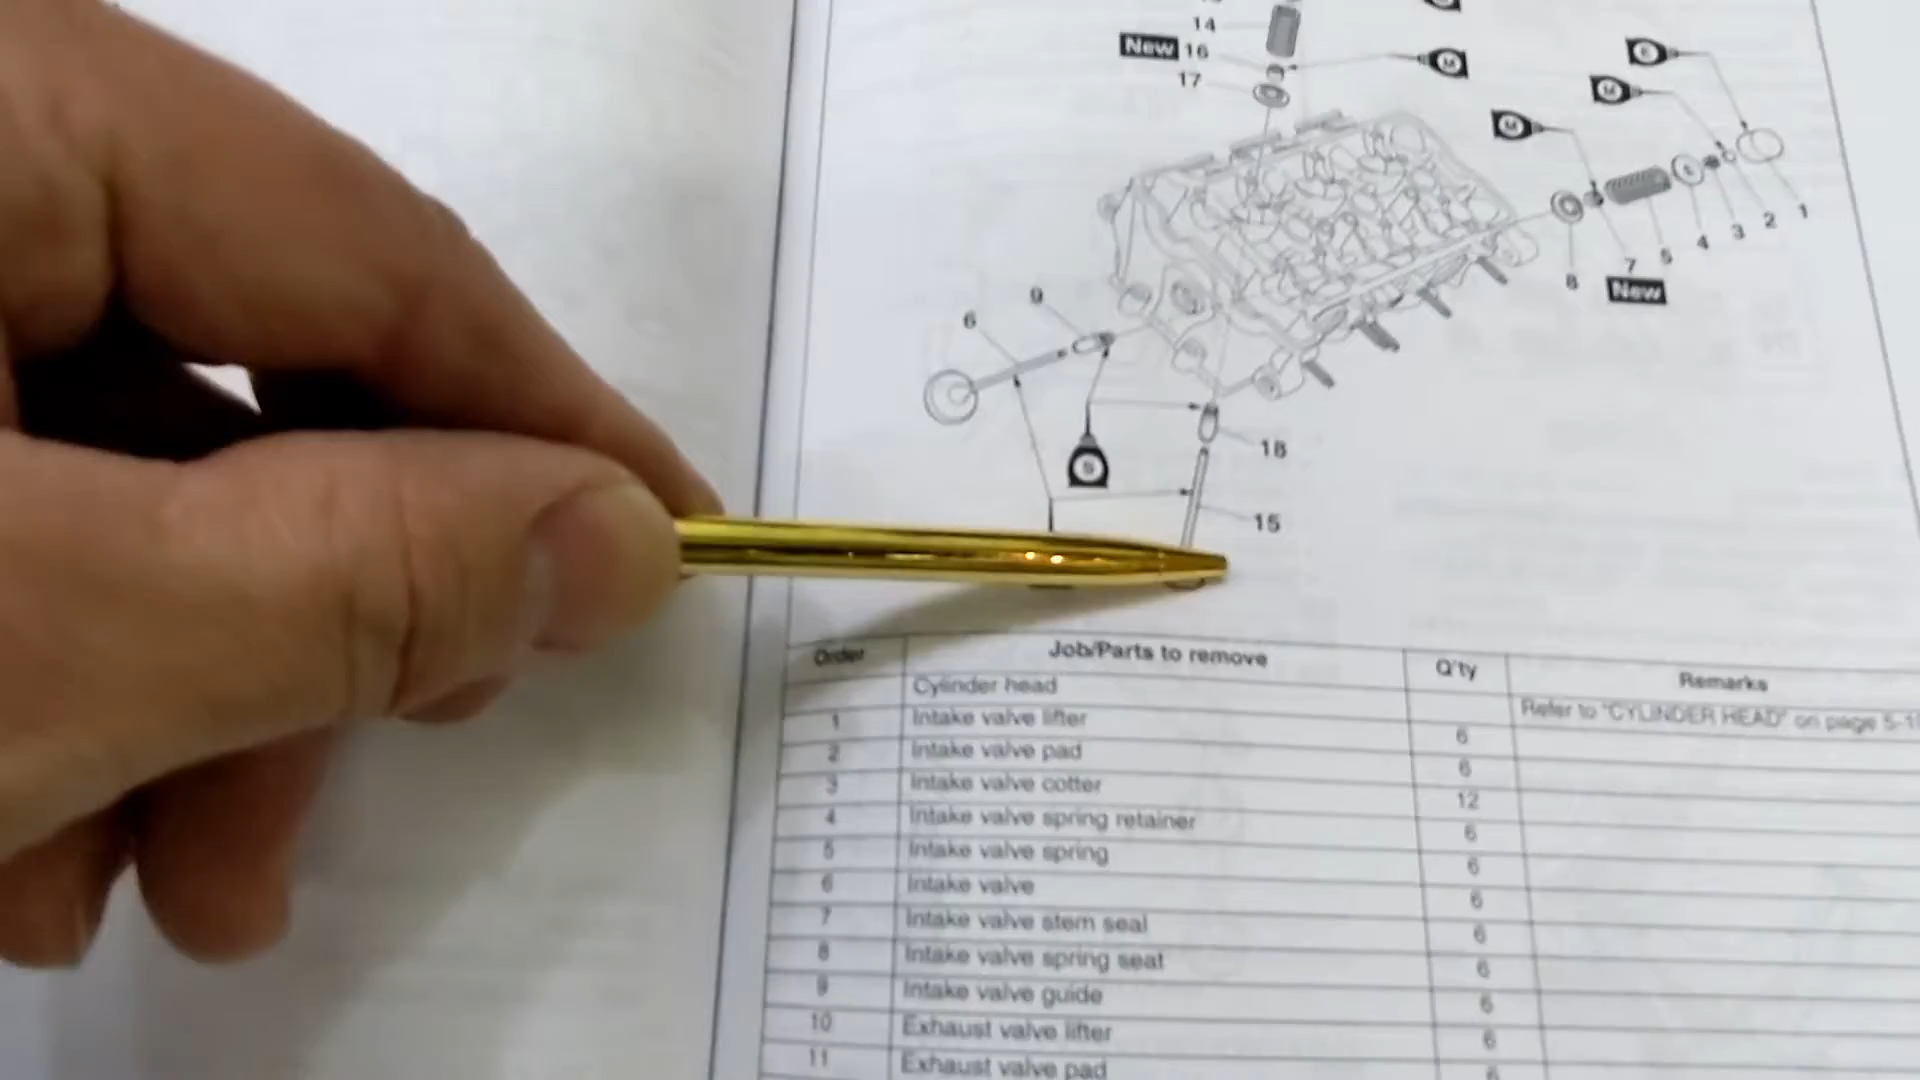 14
New 16
M
17
E
M
M
1
2
3
4
5
7
8
New
9
6
18
S
15
Order Job/Parts to remove Q'ty Remarks
Cylinder head Refer to "CYLINDER HEAD" on page 5-1
1 Intake valve lifter 6
2 Intake valve pad 6
3 Intake valve cotter 12
4 Intake valve spring retainer 6
5 Intake valve spring 6
6 Intake valve 6
7 Intake valve stem seal 6
8 Intake valve spring seat 6
9 Intake valve guide 6
10 Exhaust valve lifter 6
11 Exhaust valve pad 6